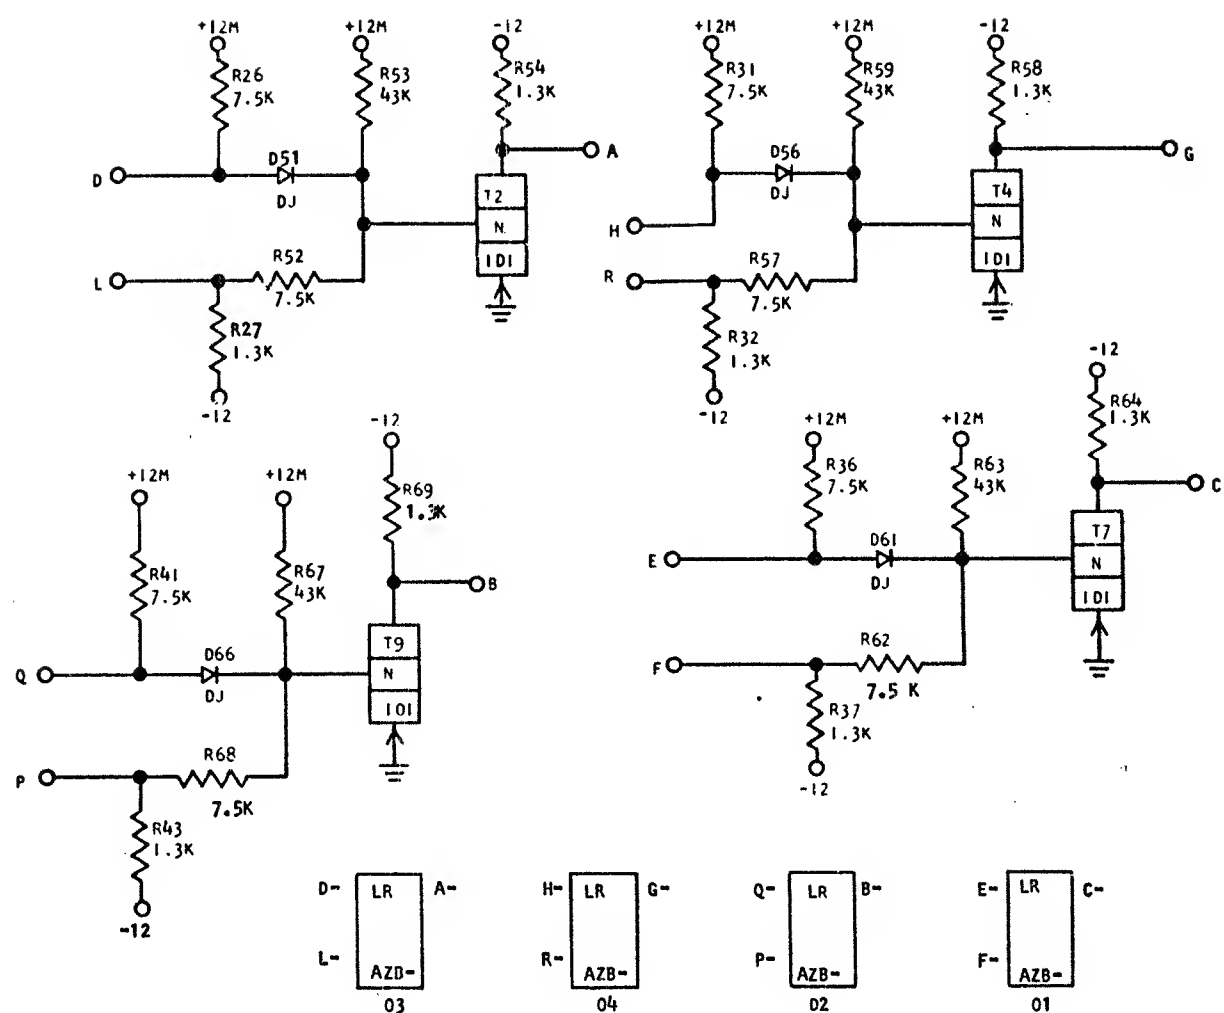 +12M
R26
7.5K
+12M
R53
43K
-12
R54
1.3K
A
D
D51
DJ
T2
N
IDI
L
R52
7.5K
R27
1.3K
-12
+12M
R31
7.5K
+12M
R59
43K
-12
R58
1.3K
G
D56
DJ
T4
N
IDI
H
R
R57
7.5K
R32
1.3K
-12
-12
R69
1.3K
+12M
R41
7.5K
+12M
R67
43K
B
Q
D66
DJ
T9
N
IOI
P
R68
7.5K
R43
1.3K
-12
-12
R64
1.3K
+12M
R36
7.5K
+12M
R63
43K
C
E
D61
DJ
T7
N
IDI
F
R62
7.5 K
R37
1.3K
-12
D- LR A-
L-
AZB-
03
H- LR G-
R-
AZB-
04
Q- LR B-
P-
AZB-
02
E- LR C-
F-
AZB-
01